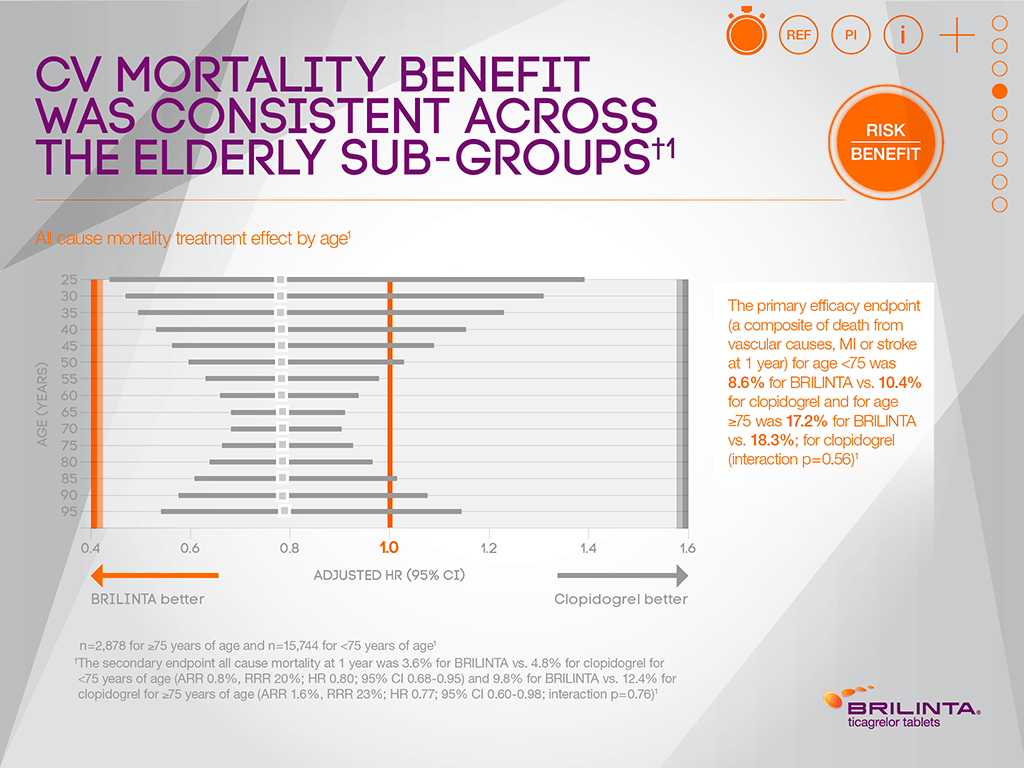 REF
PI
i
CV MORTALITY BENEFIT
WAS CONSISTENT ACROSS
THE ELDERLY SUB-GROUPS†1
RISK
BENEFIT
All cause mortality treatment effect by age1
AGE (YEARS)
25
30
35
40
45
50
55
60
65
70
75
80
85
90
95
0.4 0.6 0.8 1.0 1.2 1.4 1.6
ADJUSTED HR (95% CI)
BRILINTA better
Clopidogrel better
The primary efficacy endpoint
(a composite of death from
vascular causes, MI or stroke
at 1 year) for age <75 was
8.6% for BRILINTA vs. 10.4%
for clopidogrel and for age
≥75 was 17.2% for BRILINTA
vs. 18.3%; for clopidogrel
(interaction p=0.56)1
n=2,878 for ≥75 years of age and n=15,744 for <75 years of age1
†The secondary endpoint all cause mortality at 1 year was 3.6% for BRILINTA vs. 4.8% for clopidogrel for
<75 years of age (ARR 0.8%, RRR 20%; HR 0.80; 95% CI 0.68-0.95) and 9.8% for BRILINTA vs. 12.4% for
clopidogrel for ≥75 years of age (ARR 1.6%, RRR 23%; HR 0.77; 95% CI 0.60-0.98; interaction p=0.76)1
BRILINTA®
ticagrelor tablets